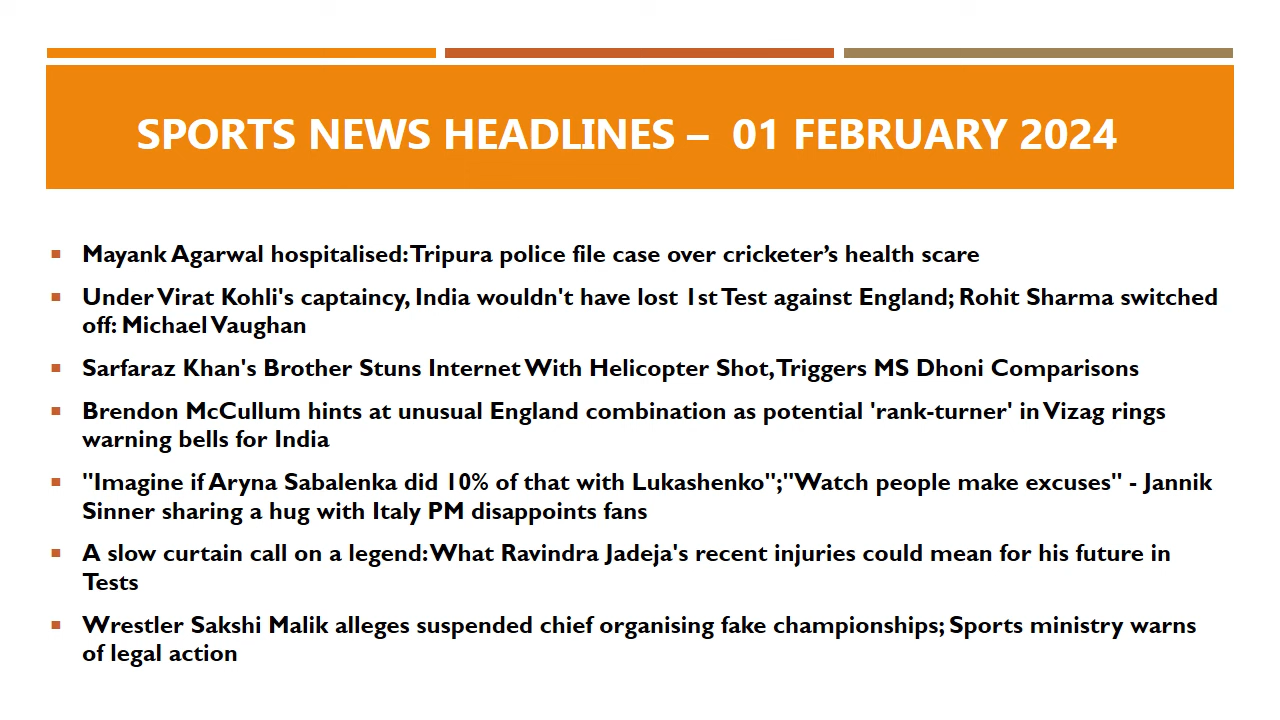 SPORTS NEWS HEADLINES – 01 FEBRUARY 2024
Mayank Agarwal hospitalised: Tripura police file case over cricketer’s health scare
Under Virat Kohli's captaincy, India wouldn't have lost 1st Test against England; Rohit Sharma switched
off: Michael Vaughan
Sarfaraz Khan's Brother Stuns Internet With Helicopter Shot, Triggers MS Dhoni Comparisons
Brendon McCullum hints at unusual England combination as potential 'rank-turner' in Vizag rings
warning bells for India
"Imagine if Aryna Sabalenka did 10% of that with Lukashenko"; "Watch people make excuses" - Jannik
Sinner sharing a hug with Italy PM disappoints fans
A slow curtain call on a legend: What Ravindra Jadeja's recent injuries could mean for his future in
Tests
Wrestler Sakshi Malik alleges suspended chief organising fake championships; Sports ministry warns
of legal action